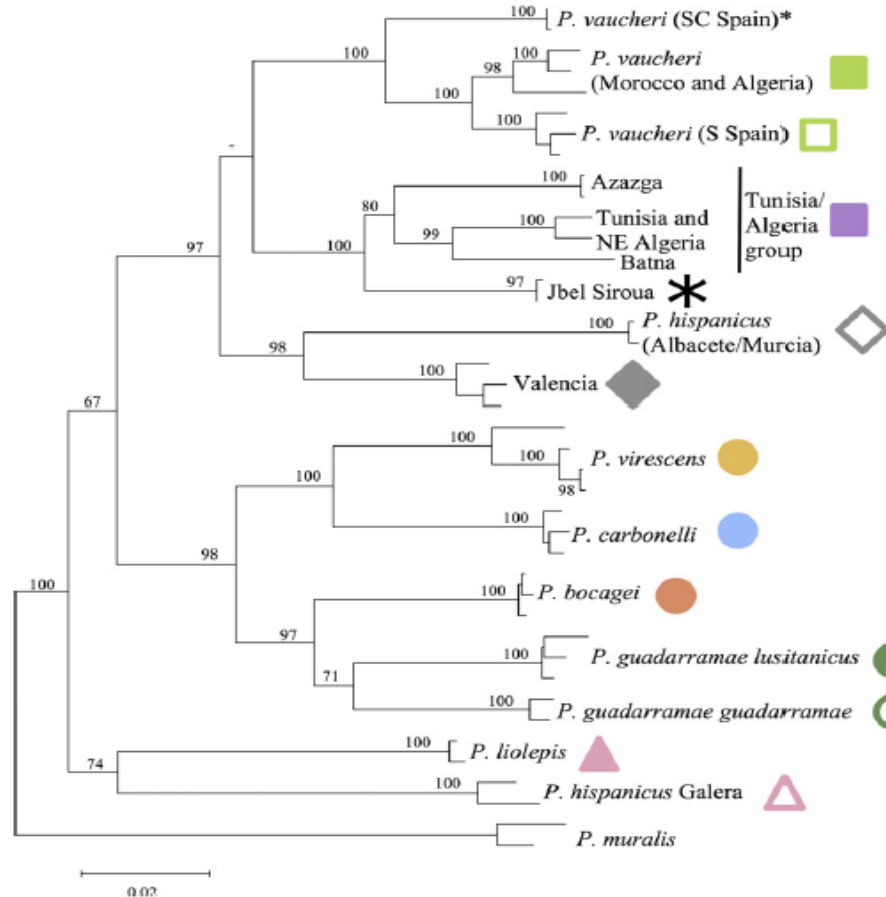 100
P. vaucheri (SC Spain)*
100
98
100
P. vaucheri
(Morocco and Algeria)
100
100
P. vaucheri (S Spain)
-
100
Azazga
80
100
Tunisia and
NE Algeria
99
Batna
Tunisia/
Algeria
group
97
100
97
Jbel Siroua
100
P. hispanicus
(Albacete/Murcia)
98
100
Valencia
67
100
100
P. virescens
98
100
100
P. carbonelli
98
100
100
P. bocagei
97
100
P. guadarramae lusitanicus
71
100
P. guadarramae guadarramae
100
P. liolepis
74
100
P. hispanicus Galera
P. muralis
0.02